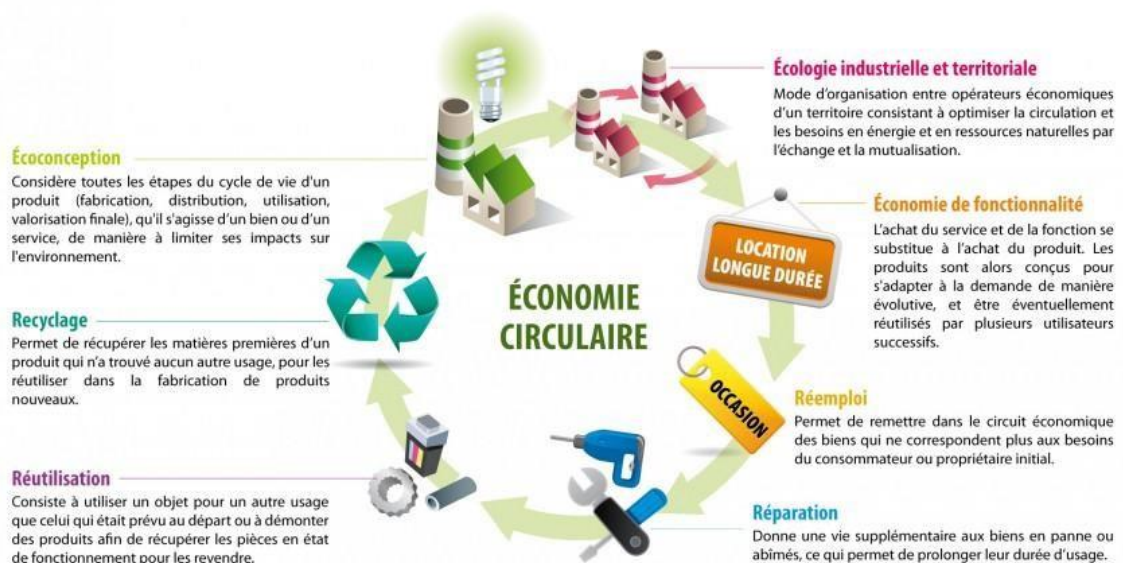 Écologie industrielle et territoriale
Mode d'organisation entre opérateurs économiques
d'un territoire consistant à optimiser la circulation et
les besoins en énergie et en ressources naturelles par
l'échange et la mutualisation.
Économie de fonctionnalité
L'achat du service et de la fonction se
substitue à l'achat du produit. Les
produits sont alors conçus pour
s'adapter à la demande de manière
évolutive, et être éventuellement
réutilisés par plusieurs utilisateurs
successifs.
LOCATION
LONGUE DURÉE
Réemploi
Permet de remettre dans le circuit économique
des biens qui ne correspondent plus aux besoins
du consommateur ou propriétaire initial.
OCCASION
Réparation
Donne une vie supplémentaire aux biens en panne ou
abîmés, ce qui permet de prolonger leur durée d'usage.
Réutilisation
Consiste à utiliser un objet pour un autre usage
que celui qui était prévu au départ ou à démonter
des produits afin de récupérer les pièces en état
de fonctionnement pour les revendre.
Recyclage
Permet de récupérer les matières premières d'un
produit qui n'a trouvé aucun autre usage, pour les
réutiliser dans la fabrication de produits
nouveaux.
Écoconception
Considère toutes les étapes du cycle de vie d'un
produit (fabrication, distribution, utilisation,
valorisation finale), qu'il s'agisse d'un bien ou d'un
service, de manière à limiter ses impacts sur
l'environnement.
ÉCONOMIE
CIRCULAIRE